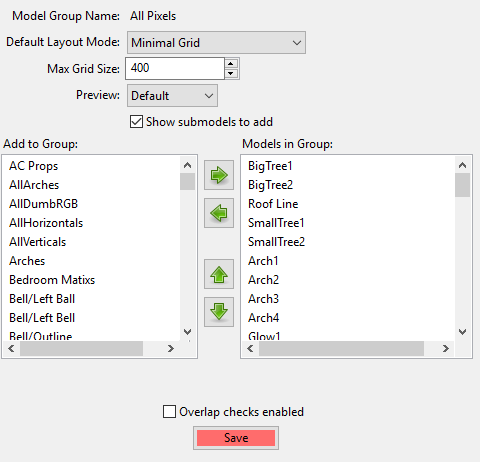 Model Group Name: All Pixels
Default Layout Mode: Minimal Grid
Max Grid Size: 400
Preview: Default
Show submodels to add
Add to Group: Models in Group:
AC Props
AllArches
AllDumbRGB
AllHorizontals
AllVerticals
Arches
Bedroom Matixs
Bell/Left Ball
Bell/Left Bell
Bell/Outline
BigTree1
BigTree2
Roof Line
SmallTree1
SmallTree2
Arch1
Arch2
Arch3
Arch4
Glow1
Overlap checks enabled
Save